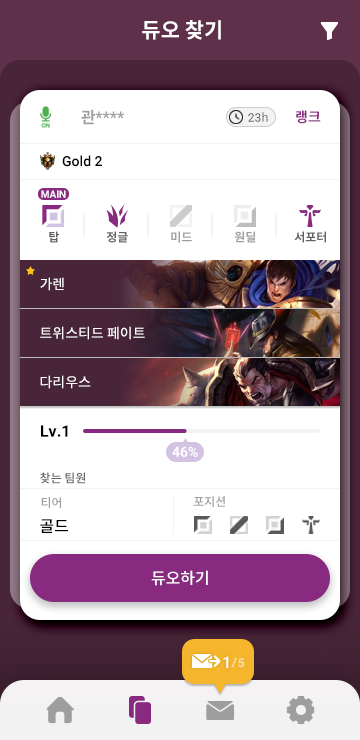 듀오 찾기
관****
23h
랭크
ON
Gold 2
MAIN
탑
정글
미드
원딜
서포터
가렌
트위스티드 페이트
다리우스
Lv.1
46%
찾는 팀원
티어
포지션
골드
듀오하기
1/5